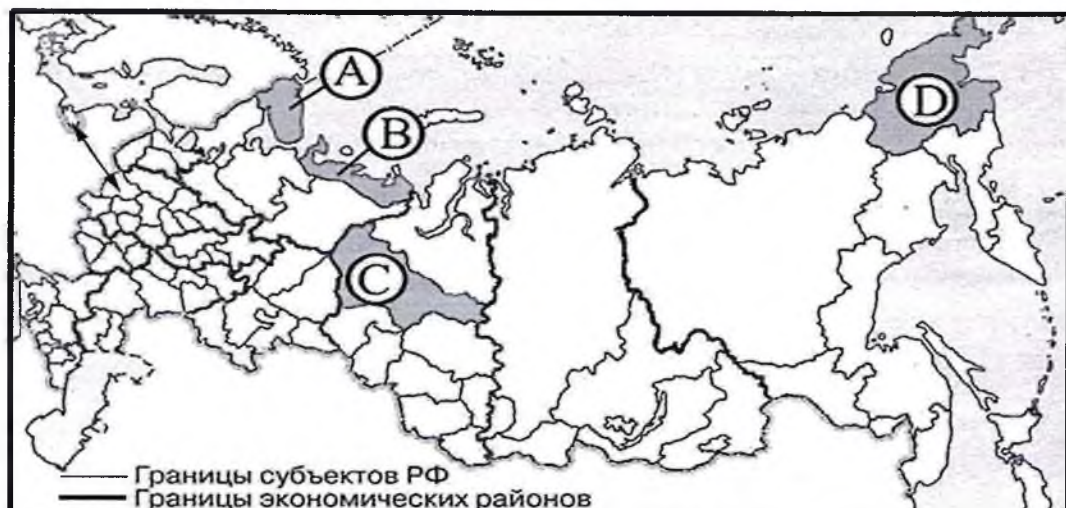 A
B
D
C
Границы субъектов РФ
Границы экономических районов